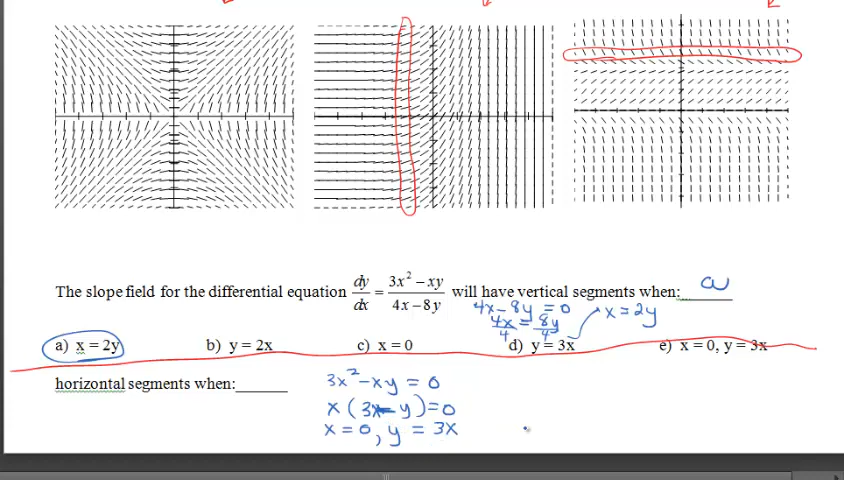 The slope field for the differential equation dy/dx = (3x² – xy)/(4x – 8y) will have vertical segments when: a
4x – 8y = 0
4x/4 = 8y/4
x = 2y
a) x = 2y b) y = 2x c) x = 0 d) y = 3x e) x = 0, y = 3x
horizontal segments when:
3x² – xy = 0
x (3x – y) = 0
x = 0, y = 3x